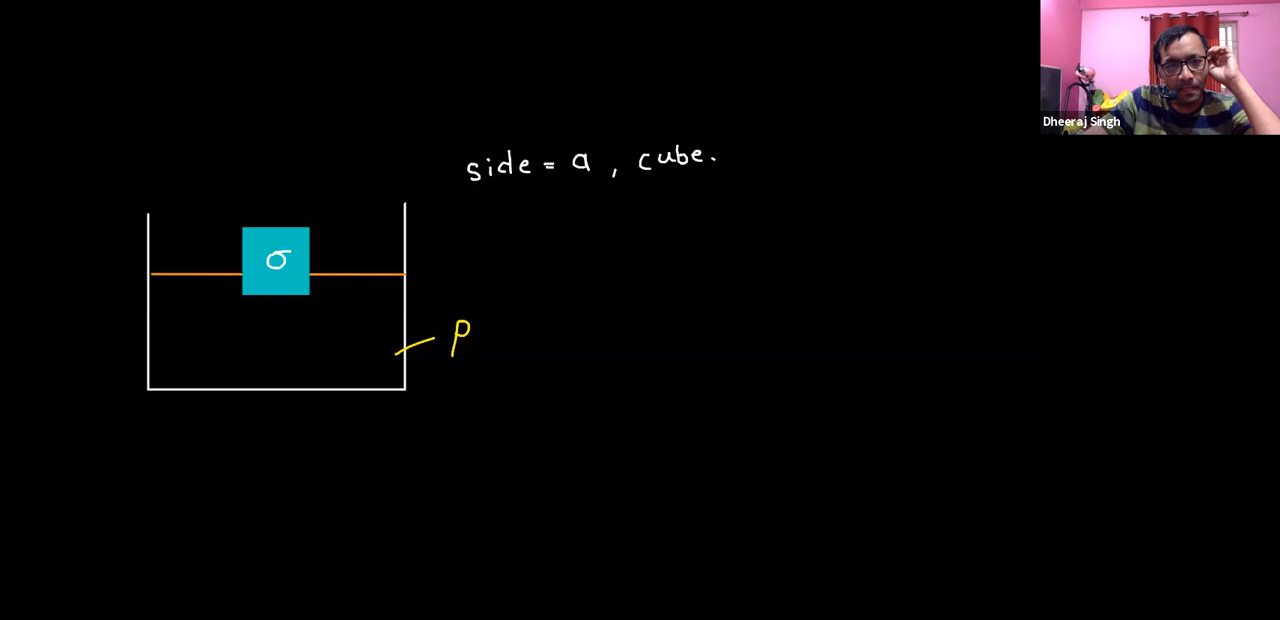 Dheeraj Singh
side = a , cube.
σ
ρ